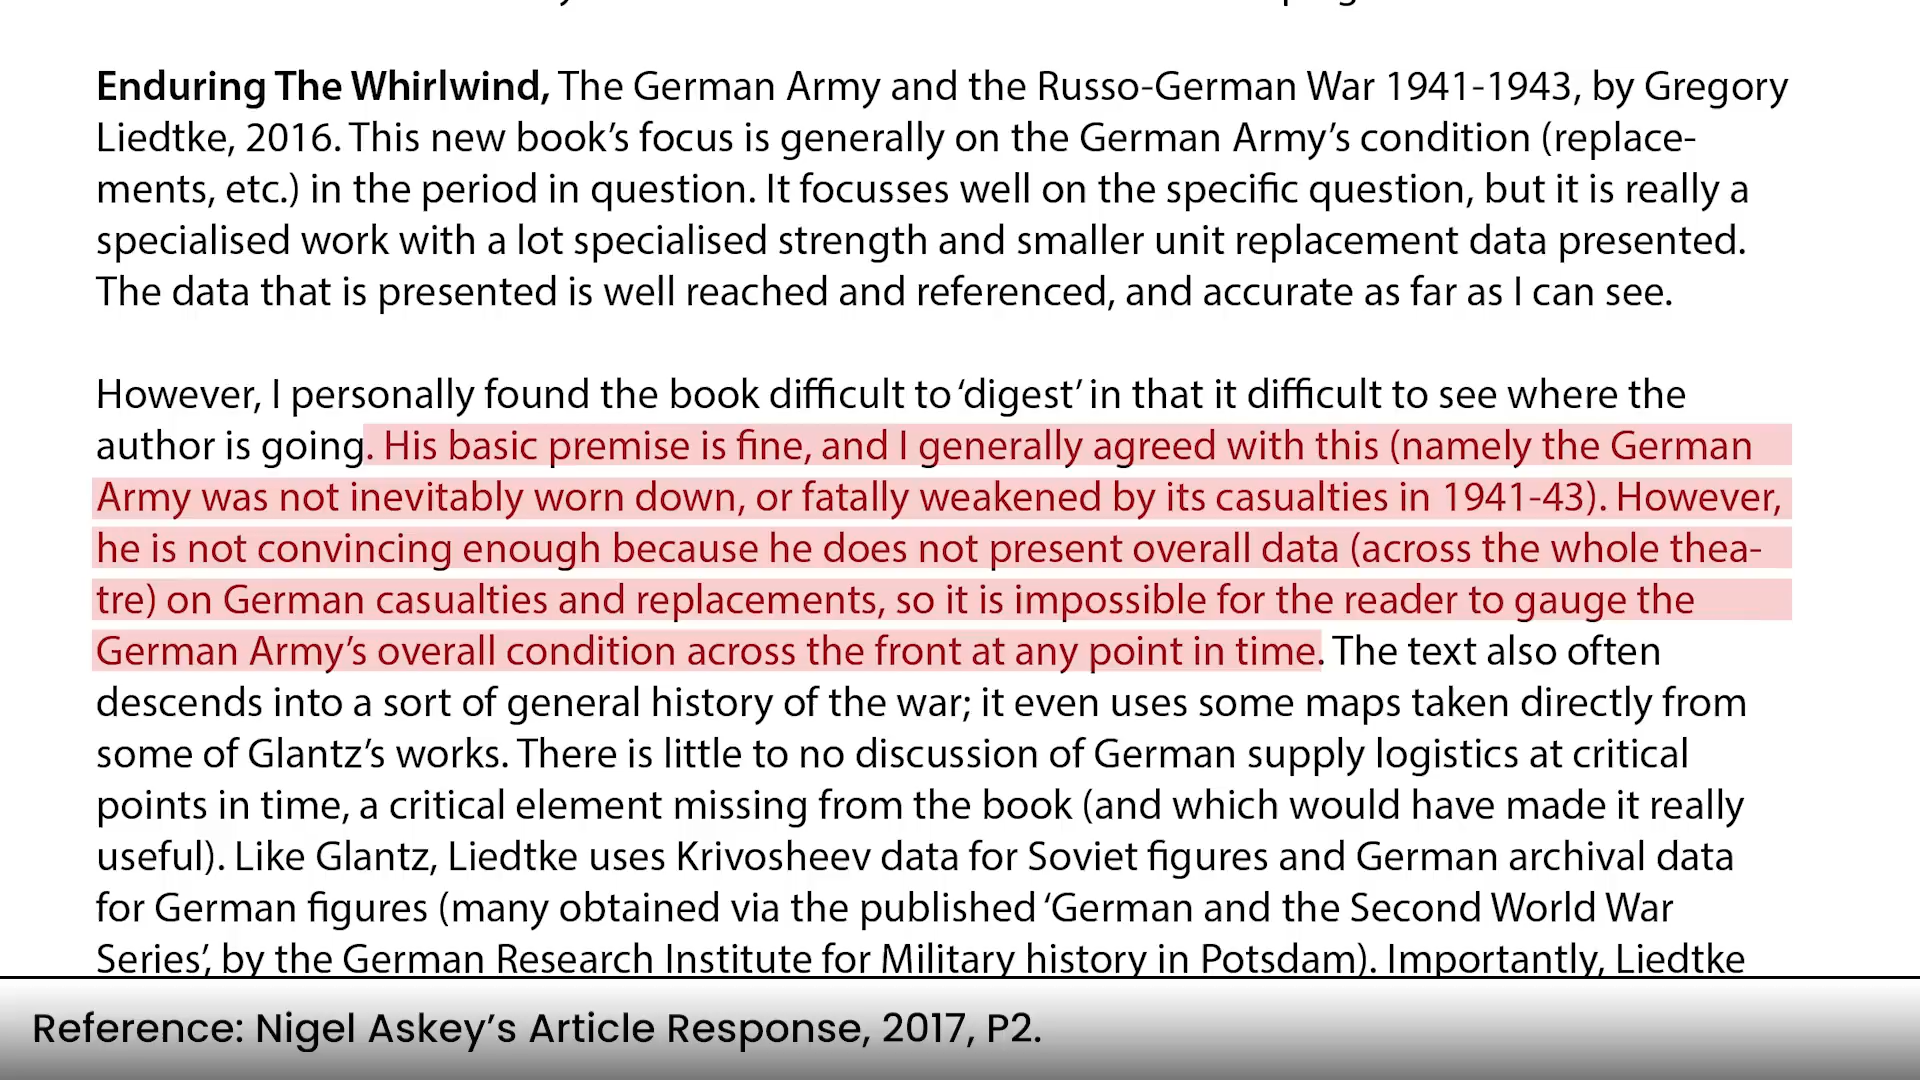 Enduring The Whirlwind, The German Army and the Russo-German War 1941-1943, by Gregory
Liedtke, 2016. This new book’s focus is generally on the German Army’s condition (replace-
ments, etc.) in the period in question. It focusses well on the specific question, but it is really a
specialised work with a lot specialised strength and smaller unit replacement data presented.
The data that is presented is well reached and referenced, and accurate as far as I can see.
However, I personally found the book difficult to ‘digest’ in that it difficult to see where the
author is going. His basic premise is fine, and I generally agreed with this (namely the German
Army was not inevitably worn down, or fatally weakened by its casualties in 1941-43). However,
he is not convincing enough because he does not present overall data (across the whole thea-
tre) on German casualties and replacements, so it is impossible for the reader to gauge the
German Army’s overall condition across the front at any point in time. The text also often
descends into a sort of general history of the war; it even uses some maps taken directly from
some of Glantz’s works. There is little to no discussion of German supply logistics at critical
points in time, a critical element missing from the book (and which would have made it really
useful). Like Glantz, Liedtke uses Krivosheev data for Soviet figures and German archival data
for German figures (many obtained via the published ‘German and the Second World War
Series’, by the German Research Institute for Military history in Potsdam). Importantly, Liedtke
Reference: Nigel Askey’s Article Response, 2017, P2.